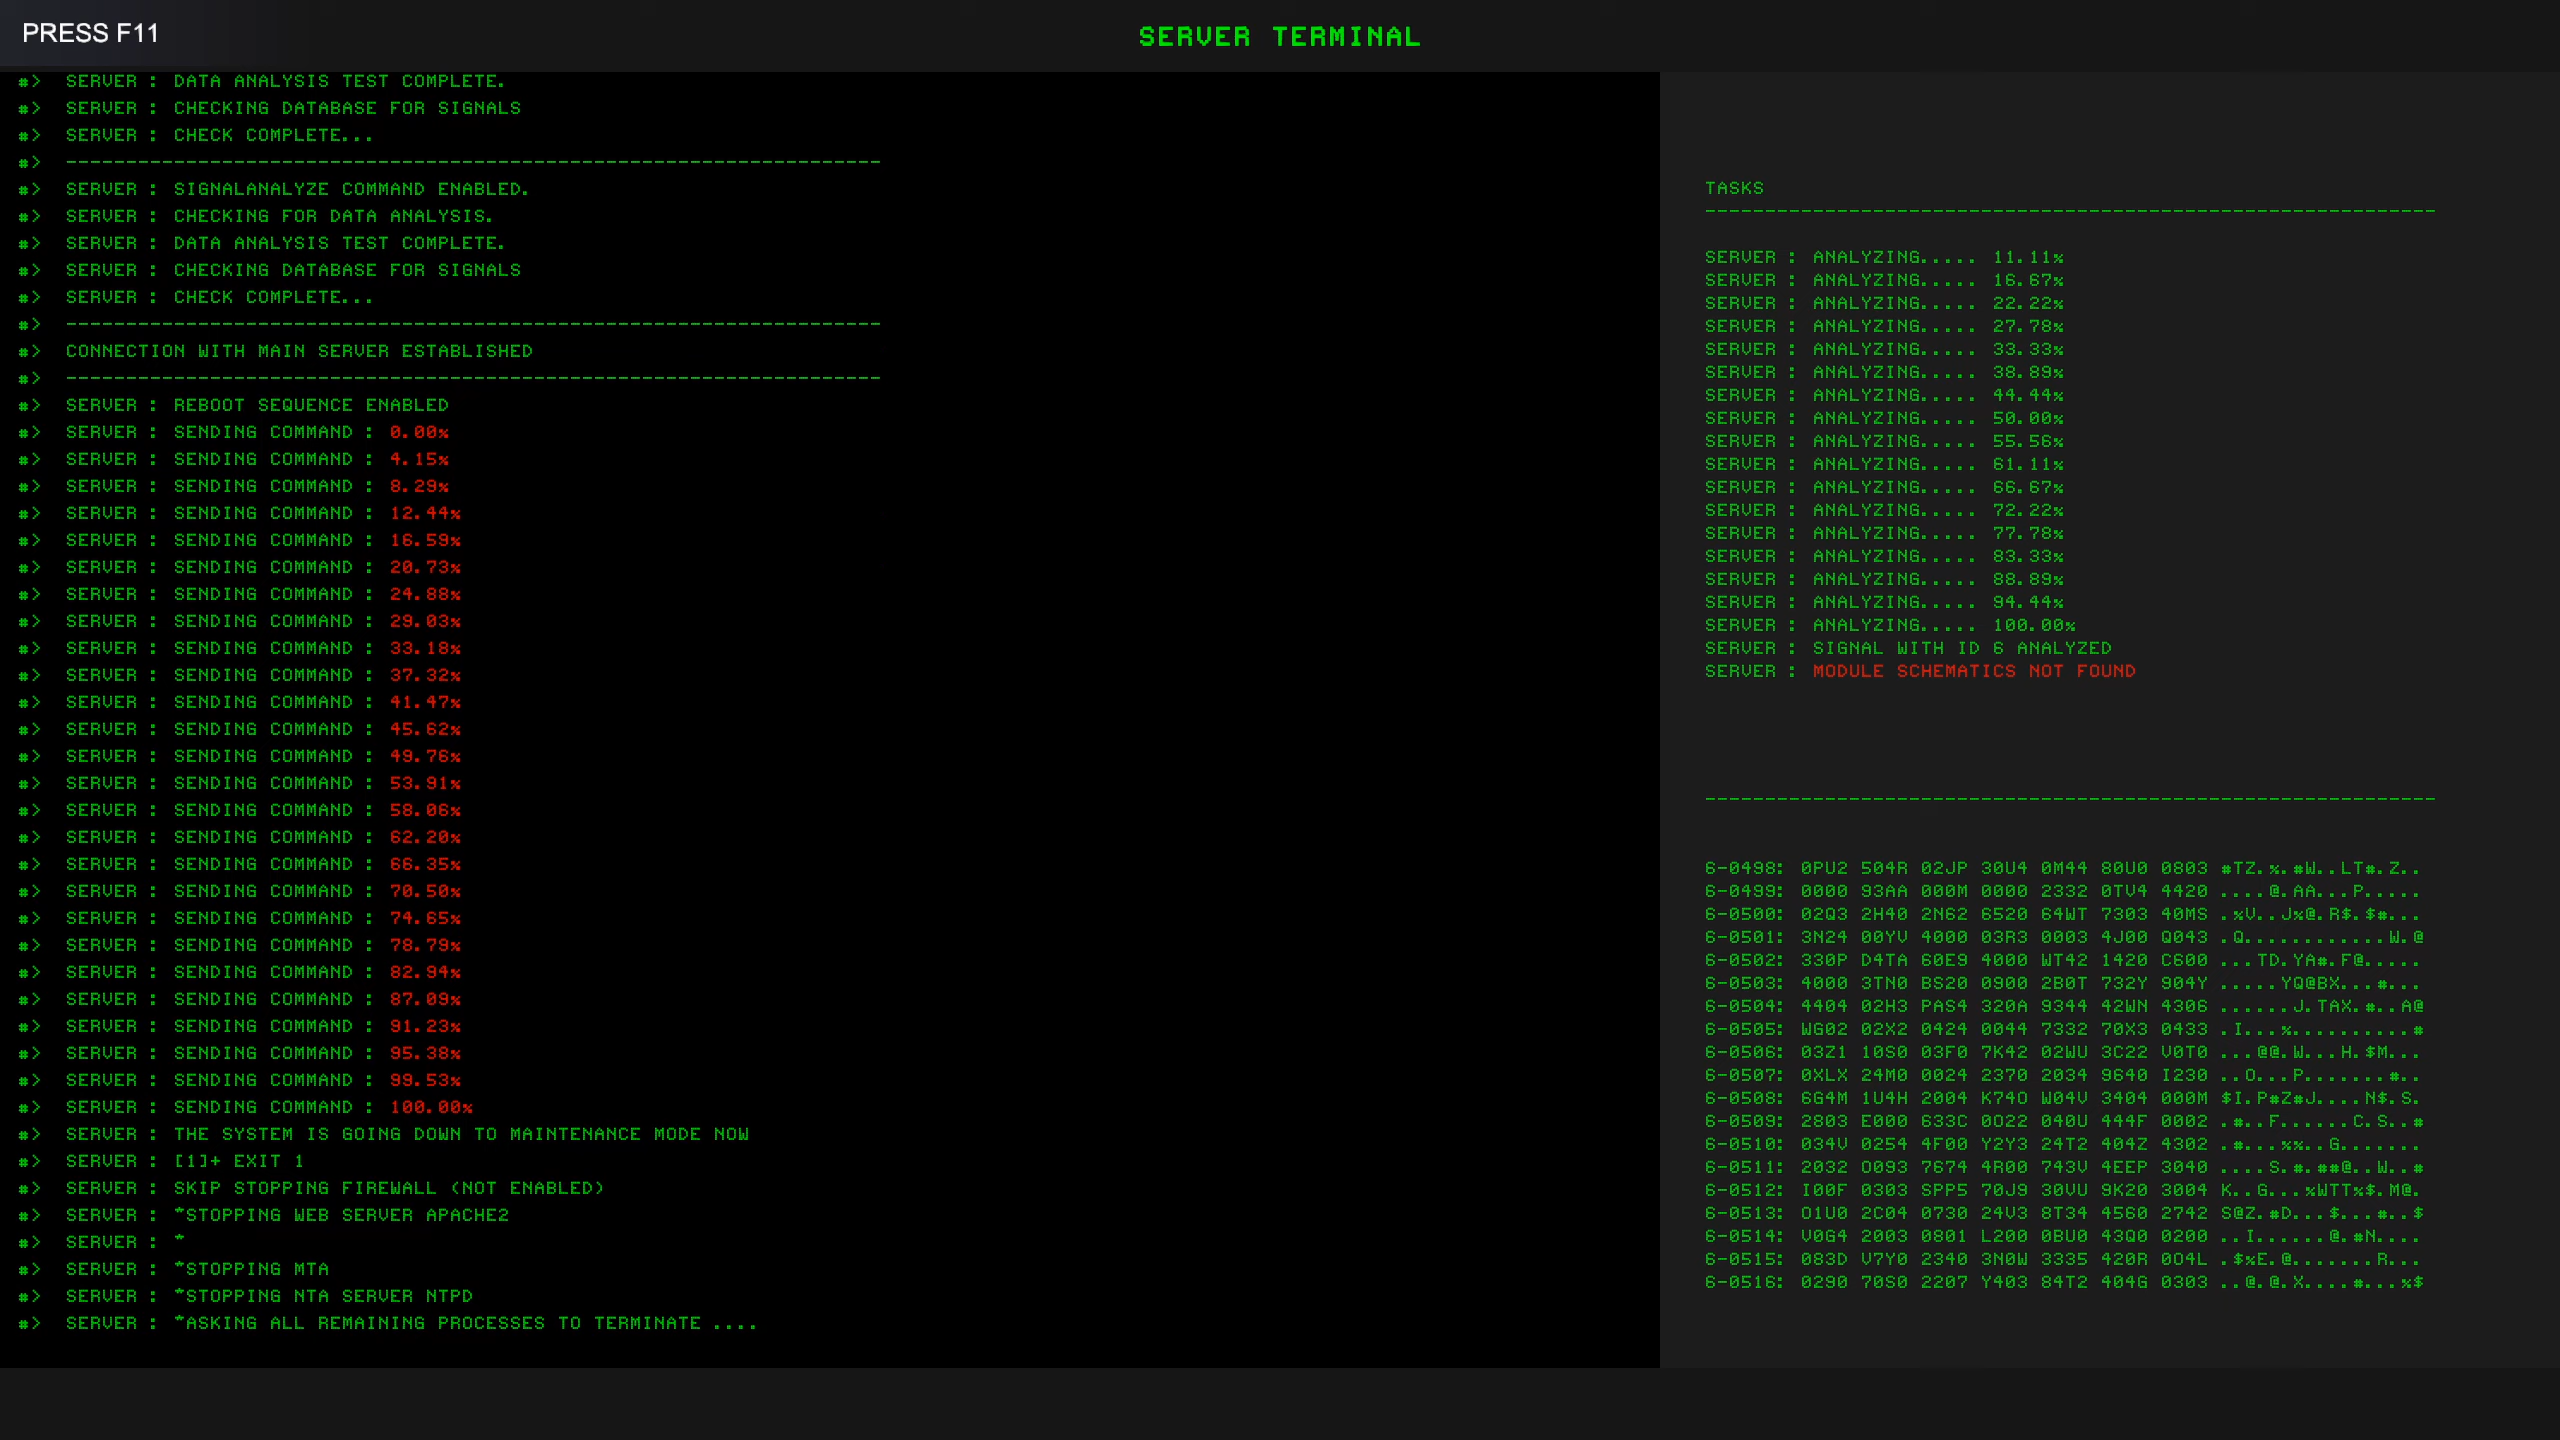 PRESS F11
SERVER TERMINAL
#> SERVER : DATA ANALYSIS TEST COMPLETE.
#> SERVER : CHECKING DATABASE FOR SIGNALS
#> SERVER : CHECK COMPLETE...
#> --------------------------------------------------------------------
#> SERVER : SIGNALANALYZE COMMAND ENABLED.
#> SERVER : CHECKING FOR DATA ANALYSIS.
#> SERVER : DATA ANALYSIS TEST COMPLETE.
#> SERVER : CHECKING DATABASE FOR SIGNALS
#> SERVER : CHECK COMPLETE...
#> --------------------------------------------------------------------
#> CONNECTION WITH MAIN SERVER ESTABLISHED
#> --------------------------------------------------------------------
#> SERVER : REBOOT SEQUENCE ENABLED
#> SERVER : SENDING COMMAND : 0.00%
#> SERVER : SENDING COMMAND : 4.15%
#> SERVER : SENDING COMMAND : 8.29%
#> SERVER : SENDING COMMAND : 12.44%
#> SERVER : SENDING COMMAND : 16.59%
#> SERVER : SENDING COMMAND : 20.73%
#> SERVER : SENDING COMMAND : 24.88%
#> SERVER : SENDING COMMAND : 29.03%
#> SERVER : SENDING COMMAND : 33.18%
#> SERVER : SENDING COMMAND : 37.32%
#> SERVER : SENDING COMMAND : 41.47%
#> SERVER : SENDING COMMAND : 45.62%
#> SERVER : SENDING COMMAND : 49.76%
#> SERVER : SENDING COMMAND : 53.91%
#> SERVER : SENDING COMMAND : 58.06%
#> SERVER : SENDING COMMAND : 62.20%
#> SERVER : SENDING COMMAND : 66.35%
#> SERVER : SENDING COMMAND : 70.50%
#> SERVER : SENDING COMMAND : 74.65%
#> SERVER : SENDING COMMAND : 78.79%
#> SERVER : SENDING COMMAND : 82.94%
#> SERVER : SENDING COMMAND : 87.09%
#> SERVER : SENDING COMMAND : 91.23%
#> SERVER : SENDING COMMAND : 95.38%
#> SERVER : SENDING COMMAND : 99.53%
#> SERVER : SENDING COMMAND : 100.00%
#> SERVER : THE SYSTEM IS GOING DOWN TO MAINTENANCE MODE NOW
#> SERVER : [1]+ EXIT 1
#> SERVER : SKIP STOPPING FIREWALL (NOT ENABLED)
#> SERVER : *STOPPING WEB SERVER APACHE2
#> SERVER : *
#> SERVER : *STOPPING MTA
#> SERVER : *STOPPING NTA SERVER NTPD
#> SERVER : *ASKING ALL REMAINING PROCESSES TO TERMINATE ....
TASKS
-------------------------------------------------------------
SERVER : ANALYZING..... 11.11%
SERVER : ANALYZING..... 16.67%
SERVER : ANALYZING..... 22.22%
SERVER : ANALYZING..... 27.78%
SERVER : ANALYZING..... 33.33%
SERVER : ANALYZING..... 38.89%
SERVER : ANALYZING..... 44.44%
SERVER : ANALYZING..... 50.00%
SERVER : ANALYZING..... 55.56%
SERVER : ANALYZING..... 61.11%
SERVER : ANALYZING..... 66.67%
SERVER : ANALYZING..... 72.22%
SERVER : ANALYZING..... 77.78%
SERVER : ANALYZING..... 83.33%
SERVER : ANALYZING..... 88.89%
SERVER : ANALYZING..... 94.44%
SERVER : ANALYZING..... 100.00%
SERVER : SIGNAL WITH ID 6 ANALYZED
SERVER : MODULE SCHEMATICS NOT FOUND
-------------------------------------------------------------
6-0498: 0PU2 504R 02JP 30U4 0M44 80U0 0803 #TZ.%.#W..LT#.Z..
6-0499: 0000 93AA 000M 0000 2332 0TV4 4420 ....@.AA...P.....
6-0500: 02Q3 2H40 2N62 6520 64WT 7303 40MS .%V..J%@.R$.$#...
6-0501: 3N24 00YV 4000 03R3 0003 4J00 Q043 .Q............W.@
6-0502: 330P D4TA 60E9 4000 WT42 1420 C600 ...TD.YA#.F@.....
6-0503: 4000 3TN0 BS20 0900 2B0T 732Y 904Y .....YQ@BX...#...
6-0504: 4404 02H3 PAS4 320A 9344 42WN 4306 ......J.TAX.#..A@
6-0505: WG02 02X2 0424 0044 7332 70X3 0433 .I...%..........#
6-0506: 03Z1 10S0 03F0 7K42 02WU 3C22 V0T0 ...@@.W...H.$M...
6-0507: 0XLX 24M0 0024 2370 2034 9640 I230 ..O...P.......#..
6-0508: 6G4M 1U4H 2004 K74O W04V 3404 000M $I.P#Z#J....N$.S.
6-0509: 2803 E000 633C 0O22 040U 444F 0002 .#..F......C.S..#
6-0510: 034V 0254 4F00 Y2Y3 24T2 404Z 4302 .#...%%..G.......
6-0511: 2032 O093 7674 4R00 743V 4EEP 3040 ....S.#.##@..W..#
6-0512: I00F 0303 SPP5 70J9 30VU 9K20 3004 K..G...%WTT%$.M@.
6-0513: O1U0 2C04 0730 24V3 8T34 4560 2742 S@Z.#D...$...#..$
6-0514: V0G4 2003 0801 L200 0BU0 43Q0 0200 ..I......@.#N....
6-0515: 083D V7Y0 2340 3N0W 3335 420R 0O4L .$%E.@.......R...
6-0516: 0290 70S0 2207 Y403 84T2 404G 0303 ..@.@.X....#...%$